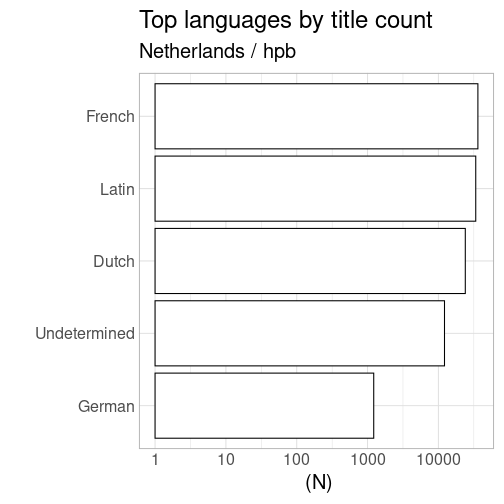 Top languages by title count
Netherlands / hpb
French
Latin
Dutch
Undetermined
German
1 10 100 1000 10000
(N)